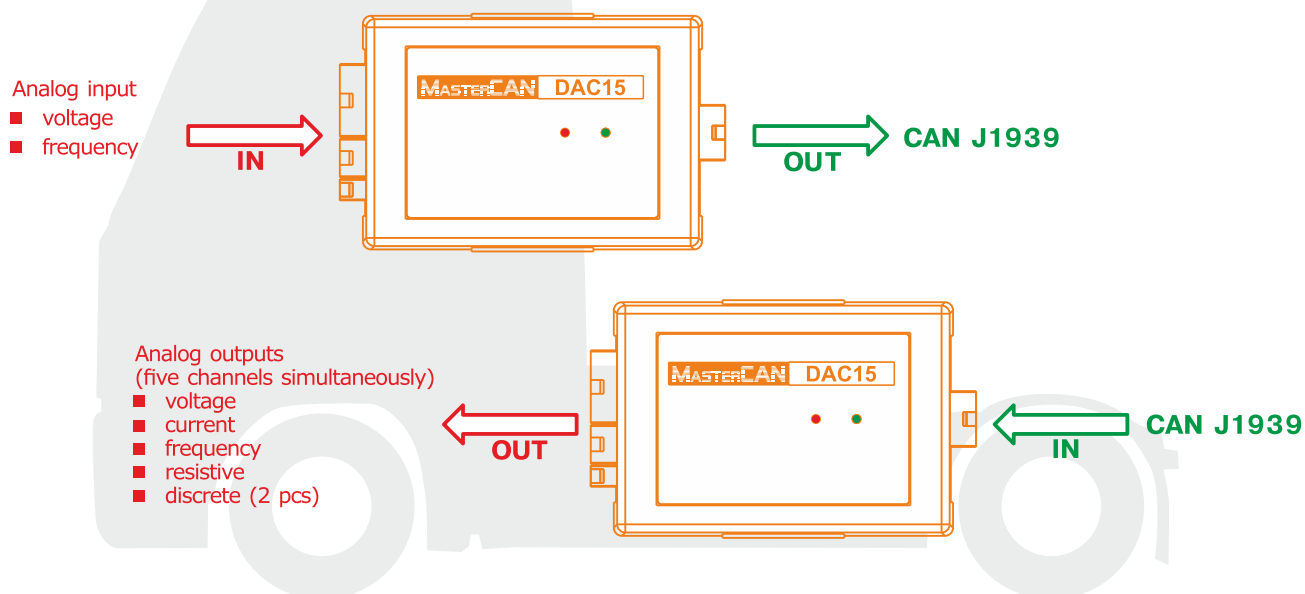 Analog input
■ voltage
■ frequency
IN
MASTERCAN DAC15
OUT
CAN J1939
Analog outputs
(five channels simultaneously)
■ voltage
■ current
■ frequency
■ resistive
■ discrete (2 pcs)
OUT
MASTERCAN DAC15
IN
CAN J1939